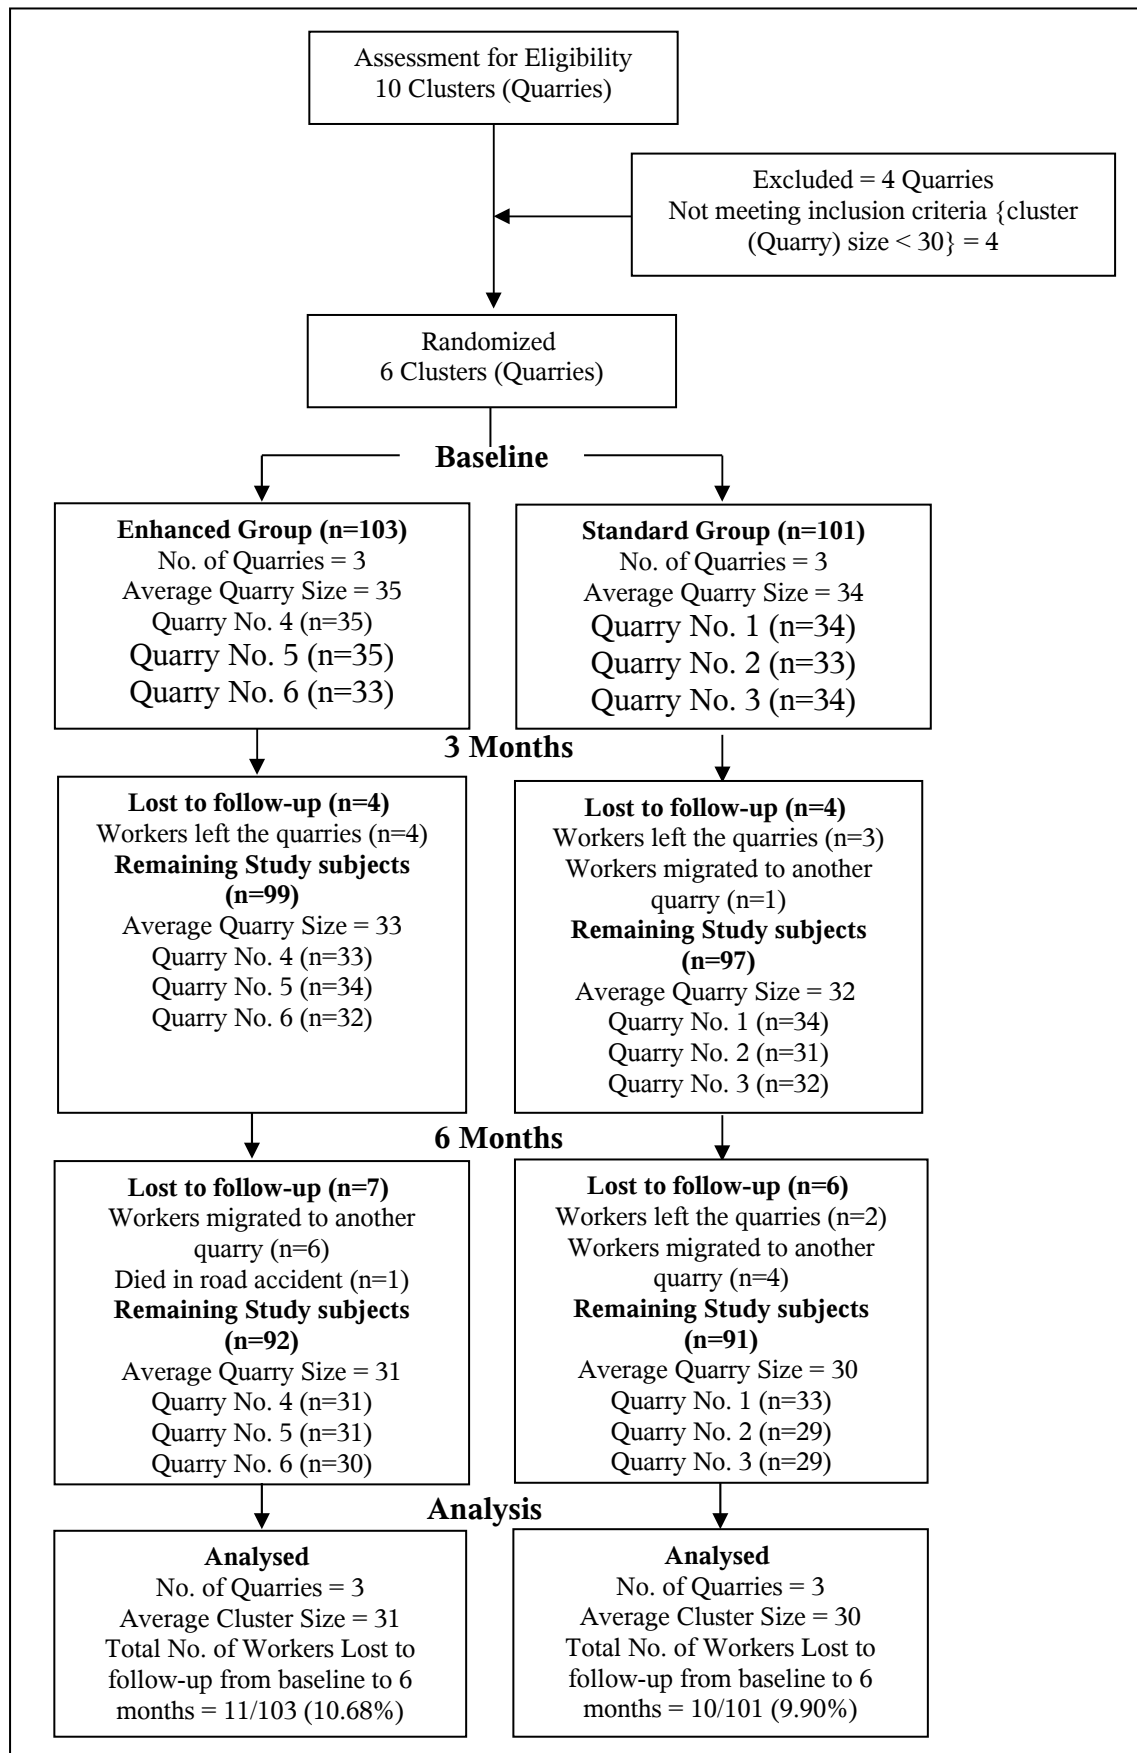 Assessment for Eligibility
10 Clusters (Quarries)
Excluded = 4 Quarries
Not meeting inclusion criteria {cluster
(Quarry) size < 30} = 4
Randomized
6 Clusters (Quarries)
Baseline
Enhanced Group (n=103)
No. of Quarries = 3
Average Quarry Size = 35
Quarry No. 4 (n=35)
Quarry No. 5 (n=35)
Quarry No. 6 (n=33)
Standard Group (n=101)
No. of Quarries = 3
Average Quarry Size = 34
Quarry No. 1 (n=34)
Quarry No. 2 (n=33)
Quarry No. 3 (n=34)
3 Months
Lost to follow-up (n=4)
Workers left the quarries (n=4)
Remaining Study subjects
(n=99)
Average Quarry Size = 33
Quarry No. 4 (n=33)
Quarry No. 5 (n=34)
Quarry No. 6 (n=32)
Lost to follow-up (n=4)
Workers left the quarries (n=3)
Workers migrated to another
quarry (n=1)
Remaining Study subjects
(n=97)
Average Quarry Size = 32
Quarry No. 1 (n=34)
Quarry No. 2 (n=31)
Quarry No. 3 (n=32)
6 Months
Lost to follow-up (n=7)
Workers migrated to another
quarry (n=6)
Died in road accident (n=1)
Remaining Study subjects
(n=92)
Average Quarry Size = 31
Quarry No. 4 (n=31)
Quarry No. 5 (n=31)
Quarry No. 6 (n=30)
Lost to follow-up (n=6)
Workers left the quarries (n=2)
Workers migrated to another
quarry (n=4)
Remaining Study subjects
(n=91)
Average Quarry Size = 30
Quarry No. 1 (n=33)
Quarry No. 2 (n=29)
Quarry No. 3 (n=29)
Analysis
Analysed
No. of Quarries = 3
Average Cluster Size = 31
Total No. of Workers Lost to
follow-up from baseline to 6
months = 11/103 (10.68%)
Analysed
No. of Quarries = 3
Average Cluster Size = 30
Total No. of Workers Lost to
follow-up from baseline to 6
months = 10/101 (9.90%)